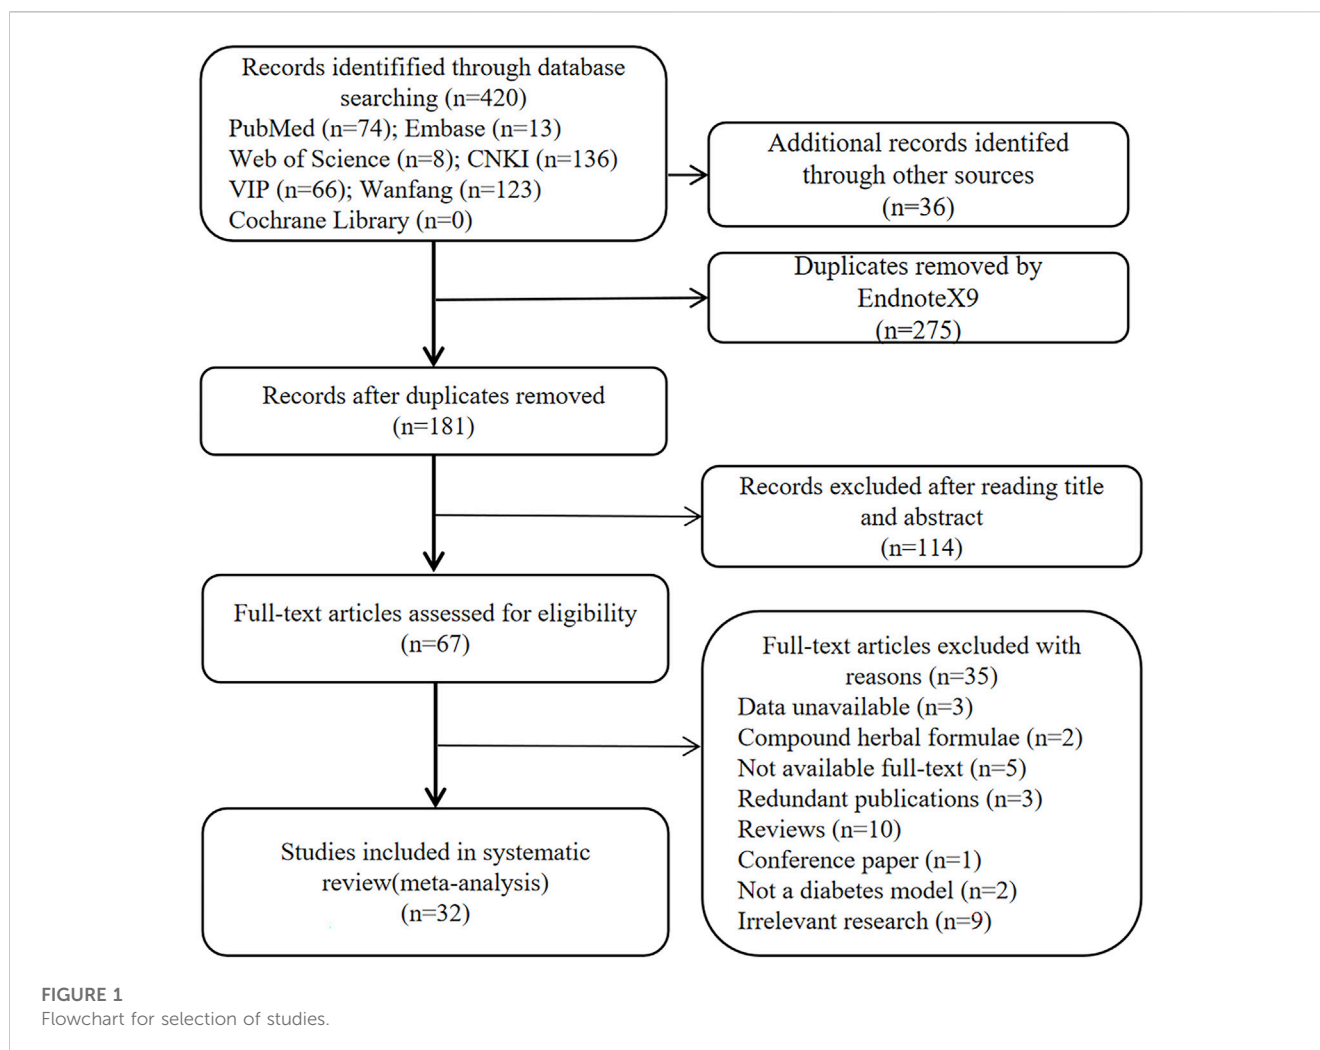 Records identifified through database
searching (n=420)
PubMed (n=74); Embase (n=13)
Web of Science (n=8); CNKI (n=136)
VIP (n=66); Wanfang (n=123)
Cochrane Library (n=0)
Additional records identifed
through other sources
(n=36)
Duplicates removed by
EndnoteX9
(n=275)
Records after duplicates removed
(n=181)
Records excluded after reading title
and abstract
(n=114)
Full-text articles assessed for eligibility
(n=67)
Full-text articles excluded with
reasons (n=35)
Data unavailable (n=3)
Compound herbal formulae (n=2)
Not available full-text (n=5)
Redundant publications (n=3)
Reviews (n=10)
Conference paper (n=1)
Not a diabetes model (n=2)
Irrelevant research (n=9)
Studies included in systematic
review(meta-analysis)
(n=32)
FIGURE 1
Flowchart for selection of studies.